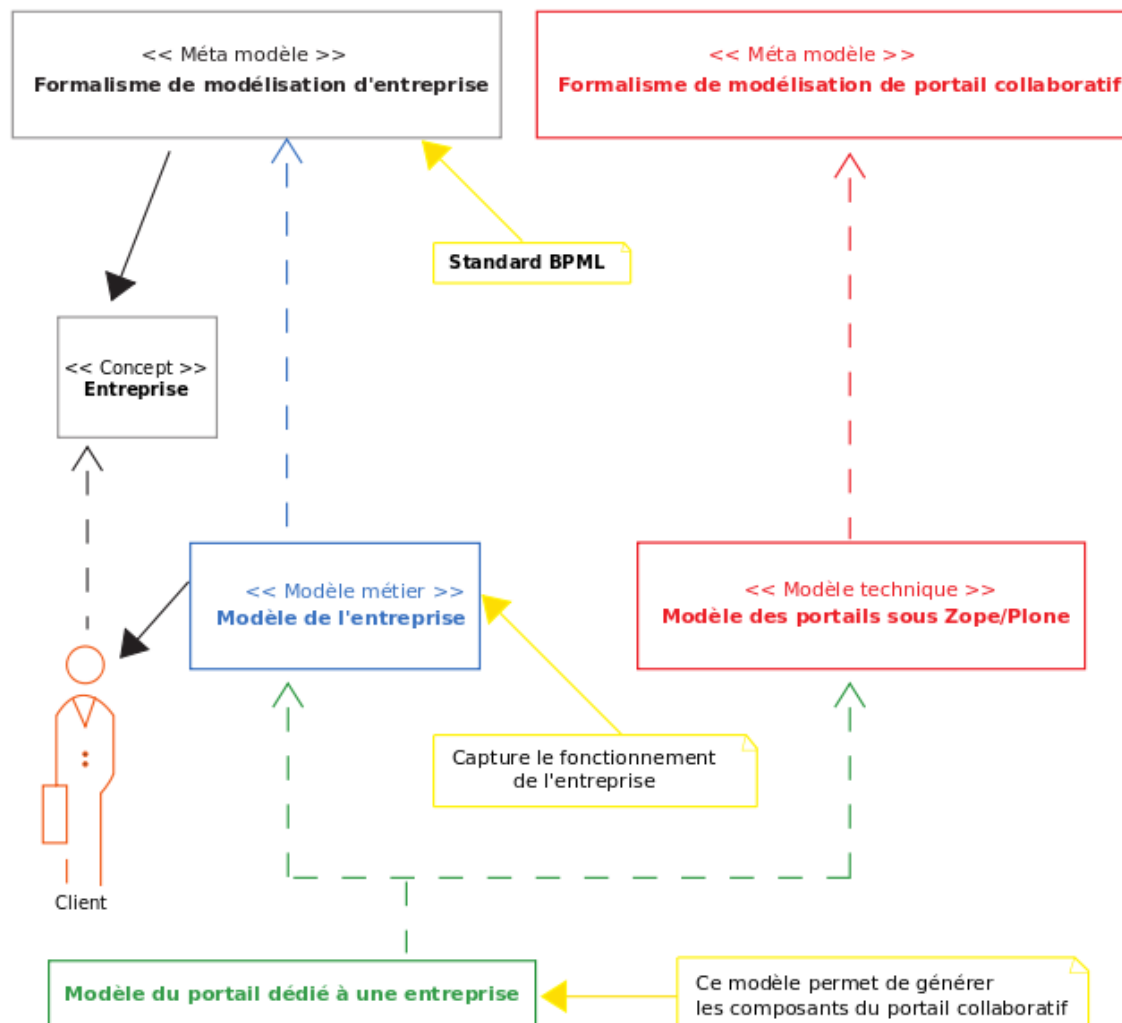 << Méta modèle >>
Formalisme de modélisation d'entreprise
<< Méta modèle >>
Formalisme de modélisation de portail collaboratif
Standard BPML
<< Concept >>
Entreprise
<< Modèle métier >>
Modèle de l'entreprise
<< Modèle technique >>
Modèle des portails sous Zope/Plone
Capture le fonctionnement
de l'entreprise
Client
Modèle du portail dédié à une entreprise
Ce modèle permet de générer
les composants du portail collaboratif